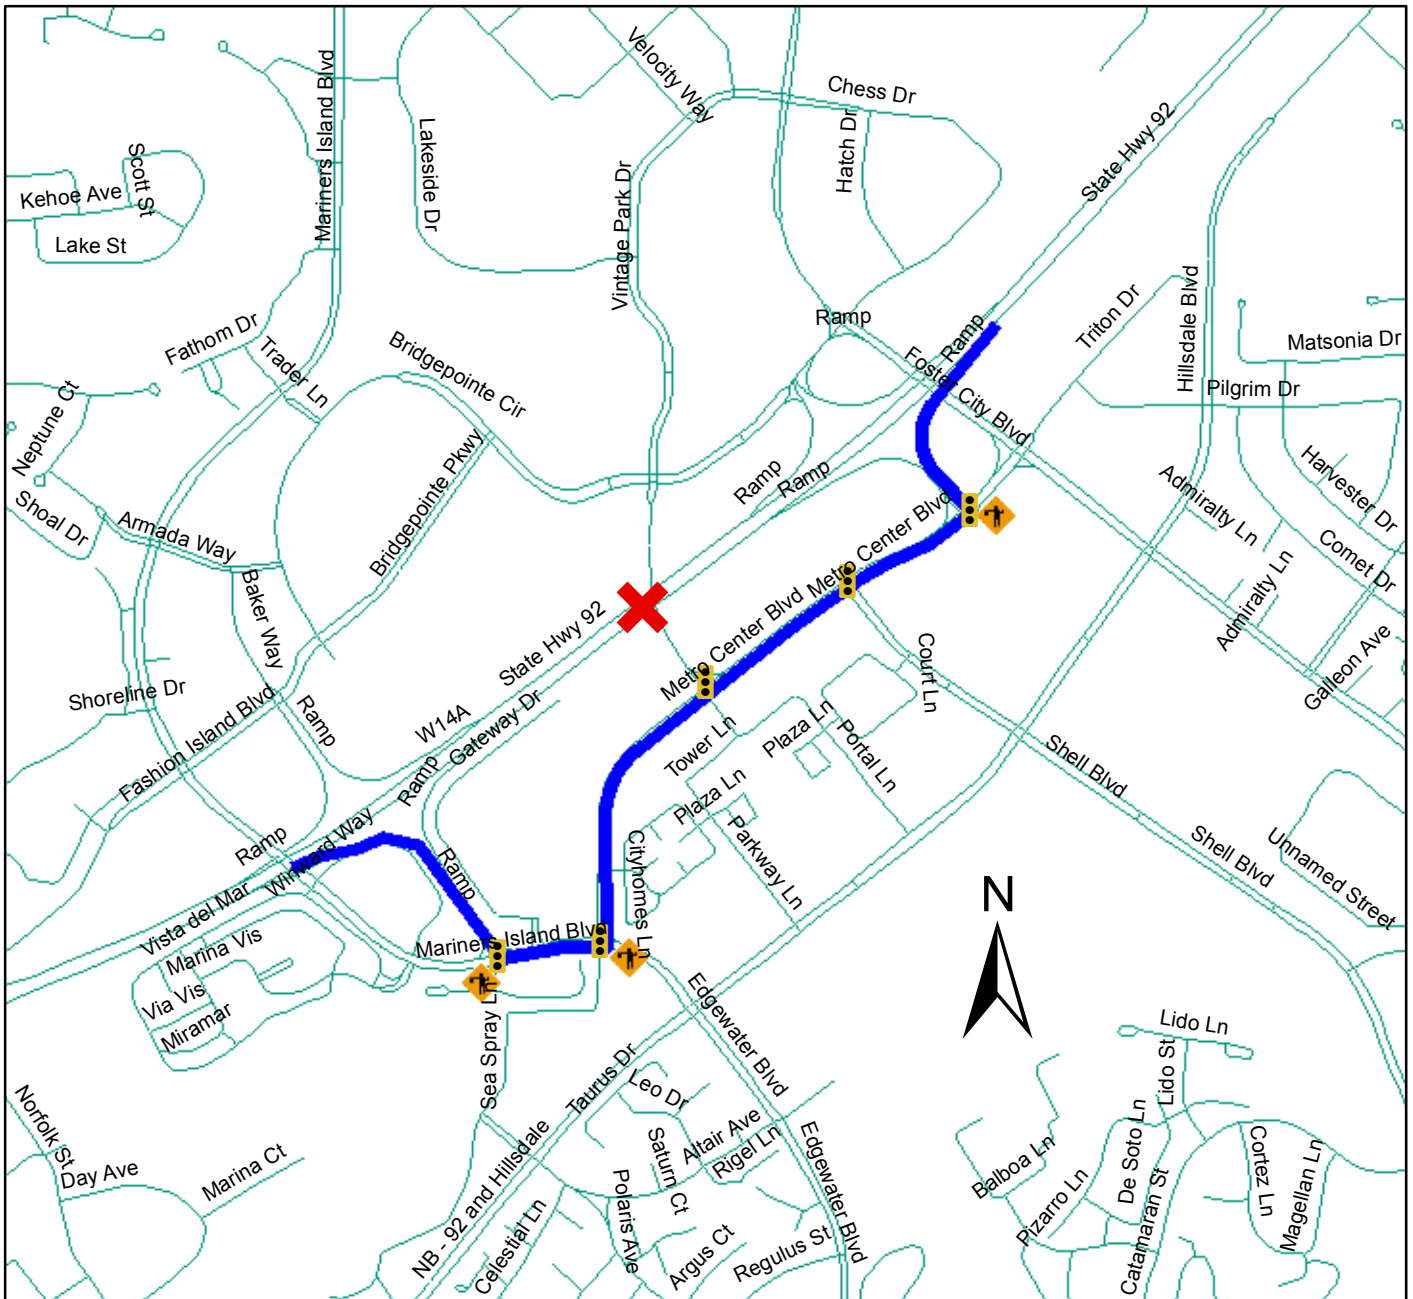 Velocity Way
Chess Dr
Mariners Island Blvd
Lakeside Dr
Hatch Dr
State Hwy 92
Scott St
Kehoe Ave
Lake St
Vintage Park Dr
Hillsdale Blvd
Triton Dr
Ramp
Ramp
Fathom Dr
Trader Ln
Bridgepointe Cir
Matsonia Dr
Foster City Blvd
Pilgrim Dr
Neptune Ct
Bridgepointe Pkwy
Ramp
Ramp
Harvester Dr
Admiralty Ln
Shoal Dr
Armada Way
Metro Center Blvd
Comet Dr
Baker Way
Admiralty Ln
State Hwy 92
Metro Center Blvd
Court Ln
Galleon Ave
Shoreline Dr
Fashion Island Blvd
Ramp
W14A
Gateway Dr
Tower Ln
Plaza Ln
Portal Ln
Shell Blvd
Ramp
Plaza Ln
Parkway Ln
Ramp
Winward Way
Ramp
Cityhomes Ln
Shell Blvd
Unnamed Street
Vista del Mar
N
Marina Vis
Mariners Island Blvd
Via Vis
Miramar
Sea Spray Ln
Edgewater Blvd
Lido Ln
Lido St
Taurus Dr
Leo Dr
Norfolk St
Day Ave
Marina Ct
NB - 92 and Hillsdale
Saturn Ct
Altair Ave
Rigel Ln
Edgewater Blvd
Balboa Ln
De Soto Ln
Cortez Ln
Magellan Ln
Pizarro Ln
Catamaran St
Celestial Ln
Polaris Ave
Argus Ct
Regulus St